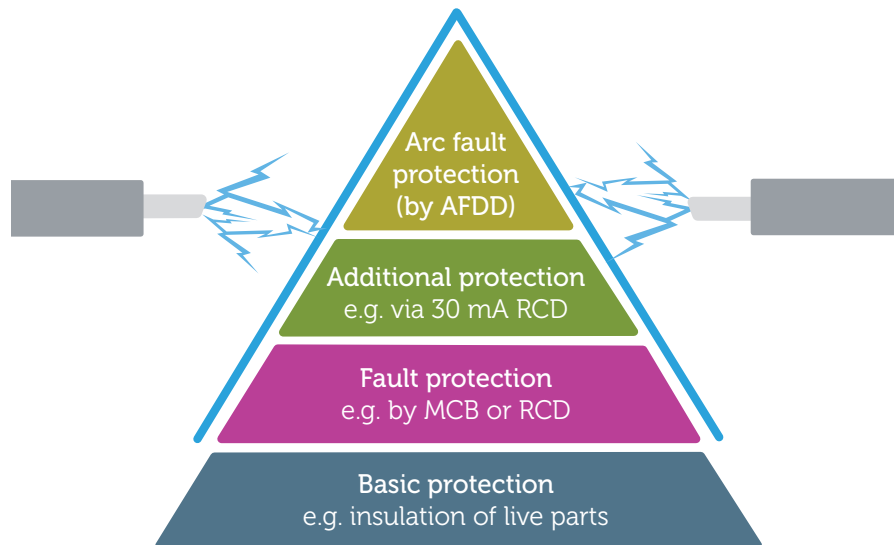 Arc fault
protection
(by AFDD)
Additional protection
e.g. via 30 mA RCD
Fault protection
e.g. by MCB or RCD
Basic protection
e.g. insulation of live parts